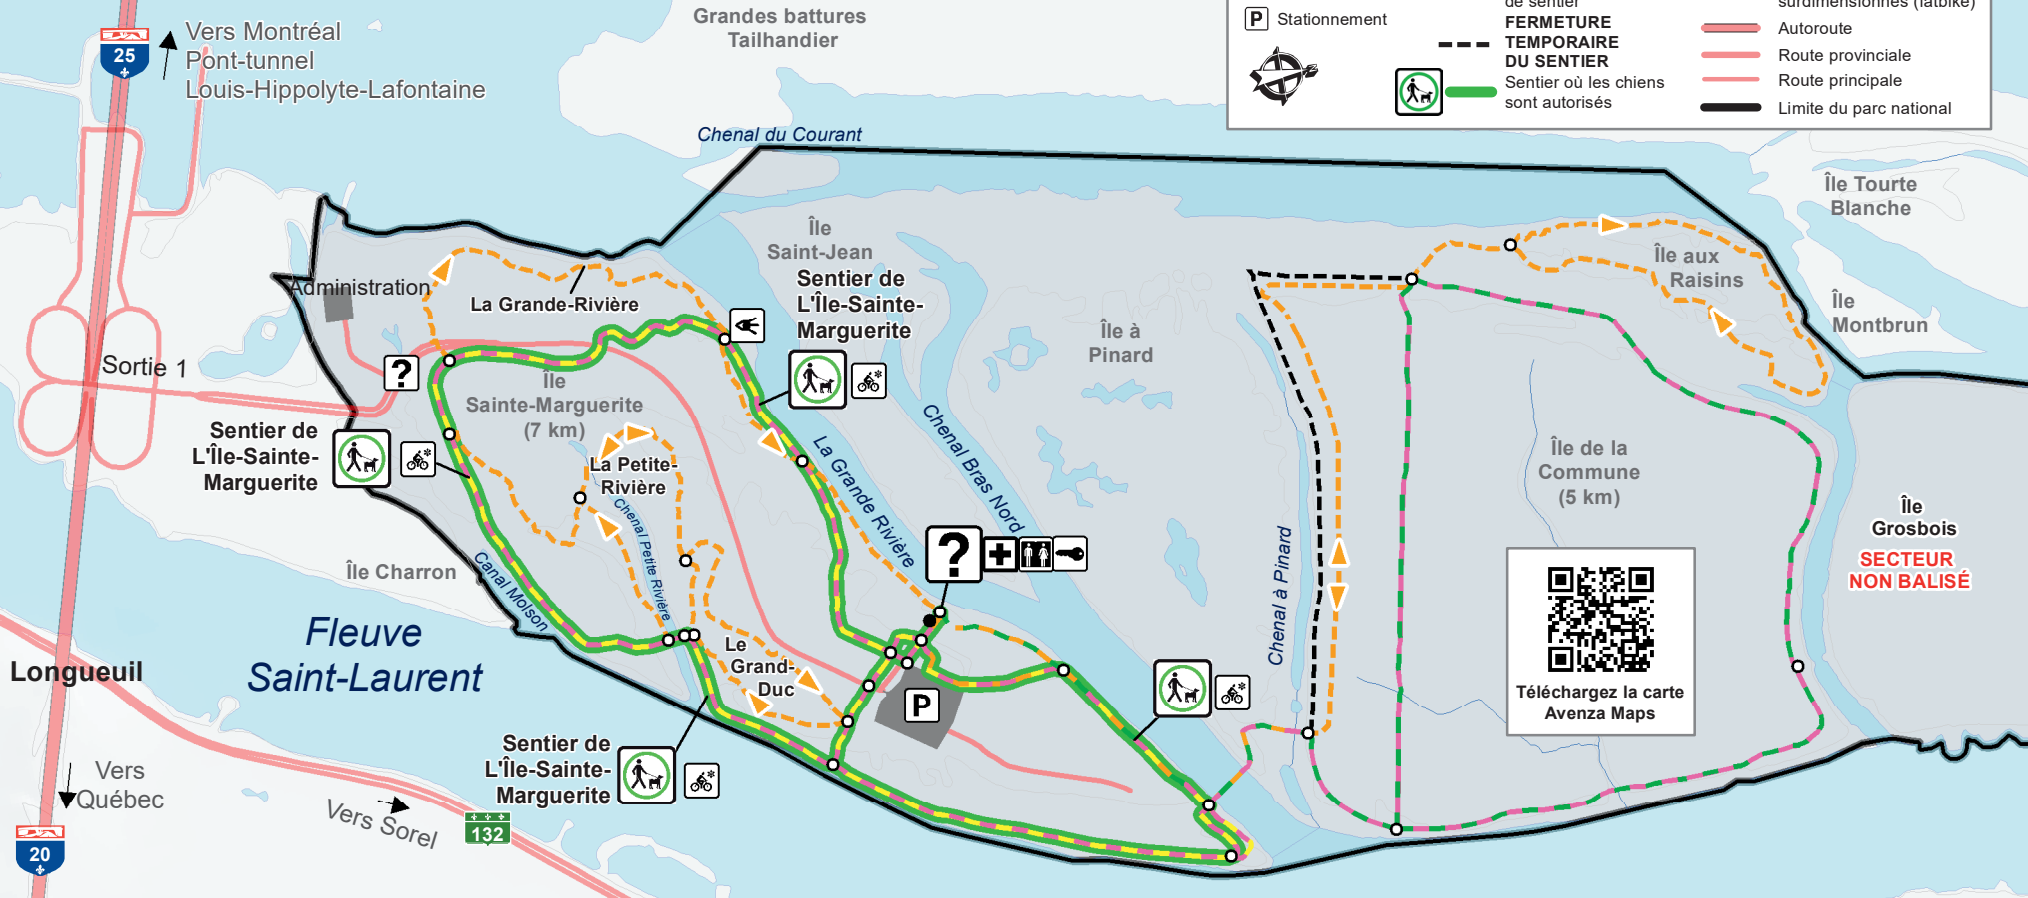 Grandes battures
Tailhandier
25
Vers Montréal
Pont-tunnel
Louis-Hippolyte-Lafontaine
P Stationnement
de sentier
FERMETURE
TEMPORAIRE
DU SENTIER
Sentier où les chiens
sont autorisés
surdimensionnés (fatbike)
Autoroute
Route provinciale
Route principale
Limite du parc national
Chenal du Courant
Île Tourte
Blanche
Île
Saint-Jean
Sentier de
L'Île-Sainte-
Marguerite
Île aux
Raisins
Administration
La Grande-Rivière
Île
Montbrun
Île à
Pinard
?
Sortie 1
Île
Sainte-Marguerite
(7 km)
Sentier de
L'Île-Sainte-
Marguerite
La Petite-
Rivière
La Grande Rivière
Chenal Bras Nord
Île de la
Commune
(5 km)
Île
Grosbois
SECTEUR
NON BALISÉ
Chenal Petite Rivière
?
Île Charron
Canal Molson
Chenal à Pinard
Fleuve
Saint-Laurent
Longueuil
Le
Grand-
Duc
P
Téléchargez la carte
Avenza Maps
Sentier de
L'Île-Sainte-
Marguerite
Vers
Québec
Vers Sorel
132
20